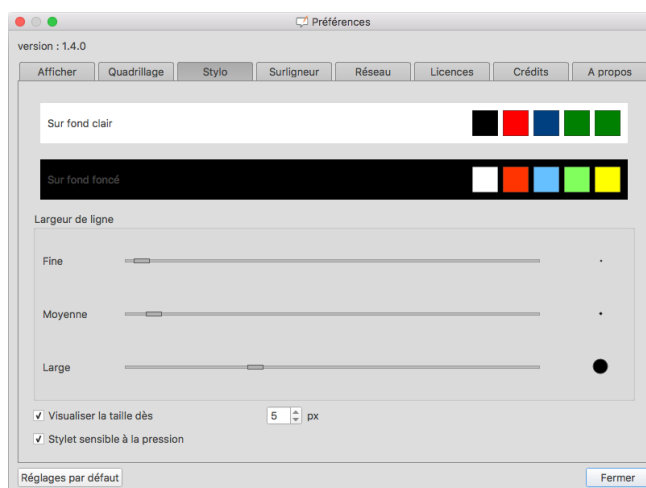 Préférences
version : 1.4.0
Afficher Quadrillage Stylo Surligneur Réseau Licences Crédits A propos
Sur fond clair
Sur fond foncé
Largeur de ligne
Fine
Moyenne
Large
Visualiser la taille dès 5 px
Stylet sensible à la pression
Réglages par défaut Fermer